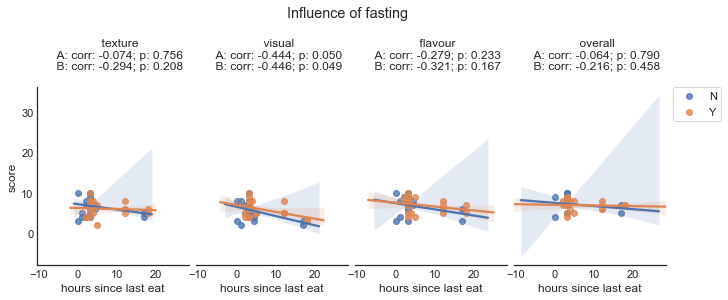 Influence of fasting
texture
A: corr: -0.074; p: 0.756
B: corr: -0.294; p: 0.208
visual
A: corr: -0.444; p: 0.050
B: corr: -0.446; p: 0.049
flavour
A: corr: -0.279; p: 0.233
B: corr: -0.321; p: 0.167
overall
A: corr: -0.064; p: 0.790
B: corr: -0.216; p: 0.458
N
Y
score
30
20
10
0
-10 0 10 20
-10 0 10 20
-10 0 10 20
-10 0 10 20
hours since last eat
hours since last eat
hours since last eat
hours since last eat